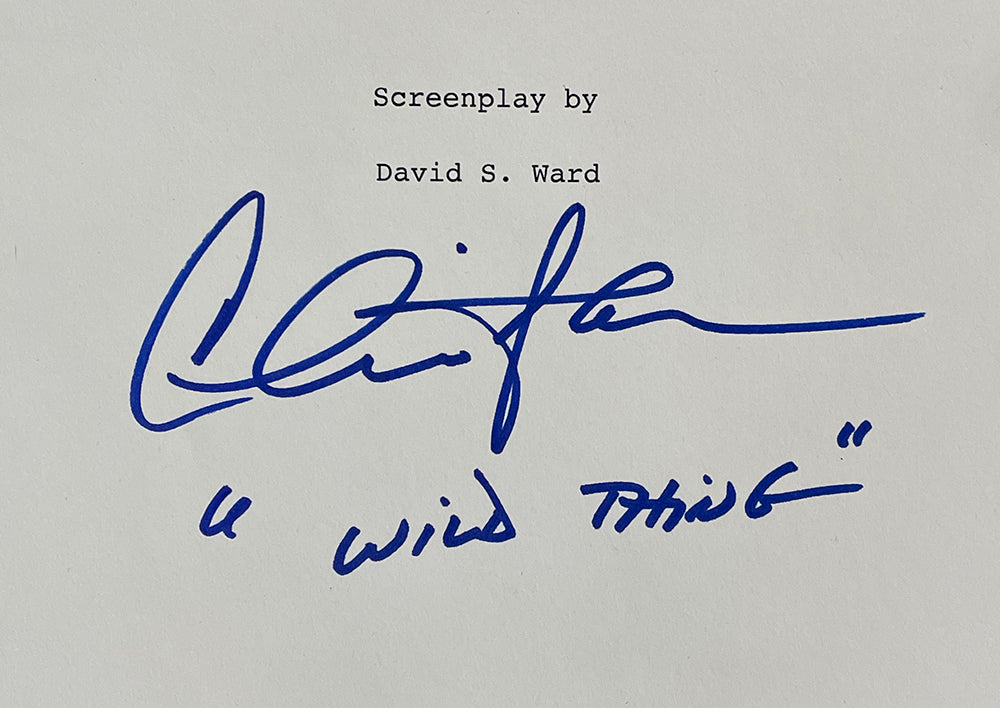 Screenplay by
David S. Ward
" WILD THING "